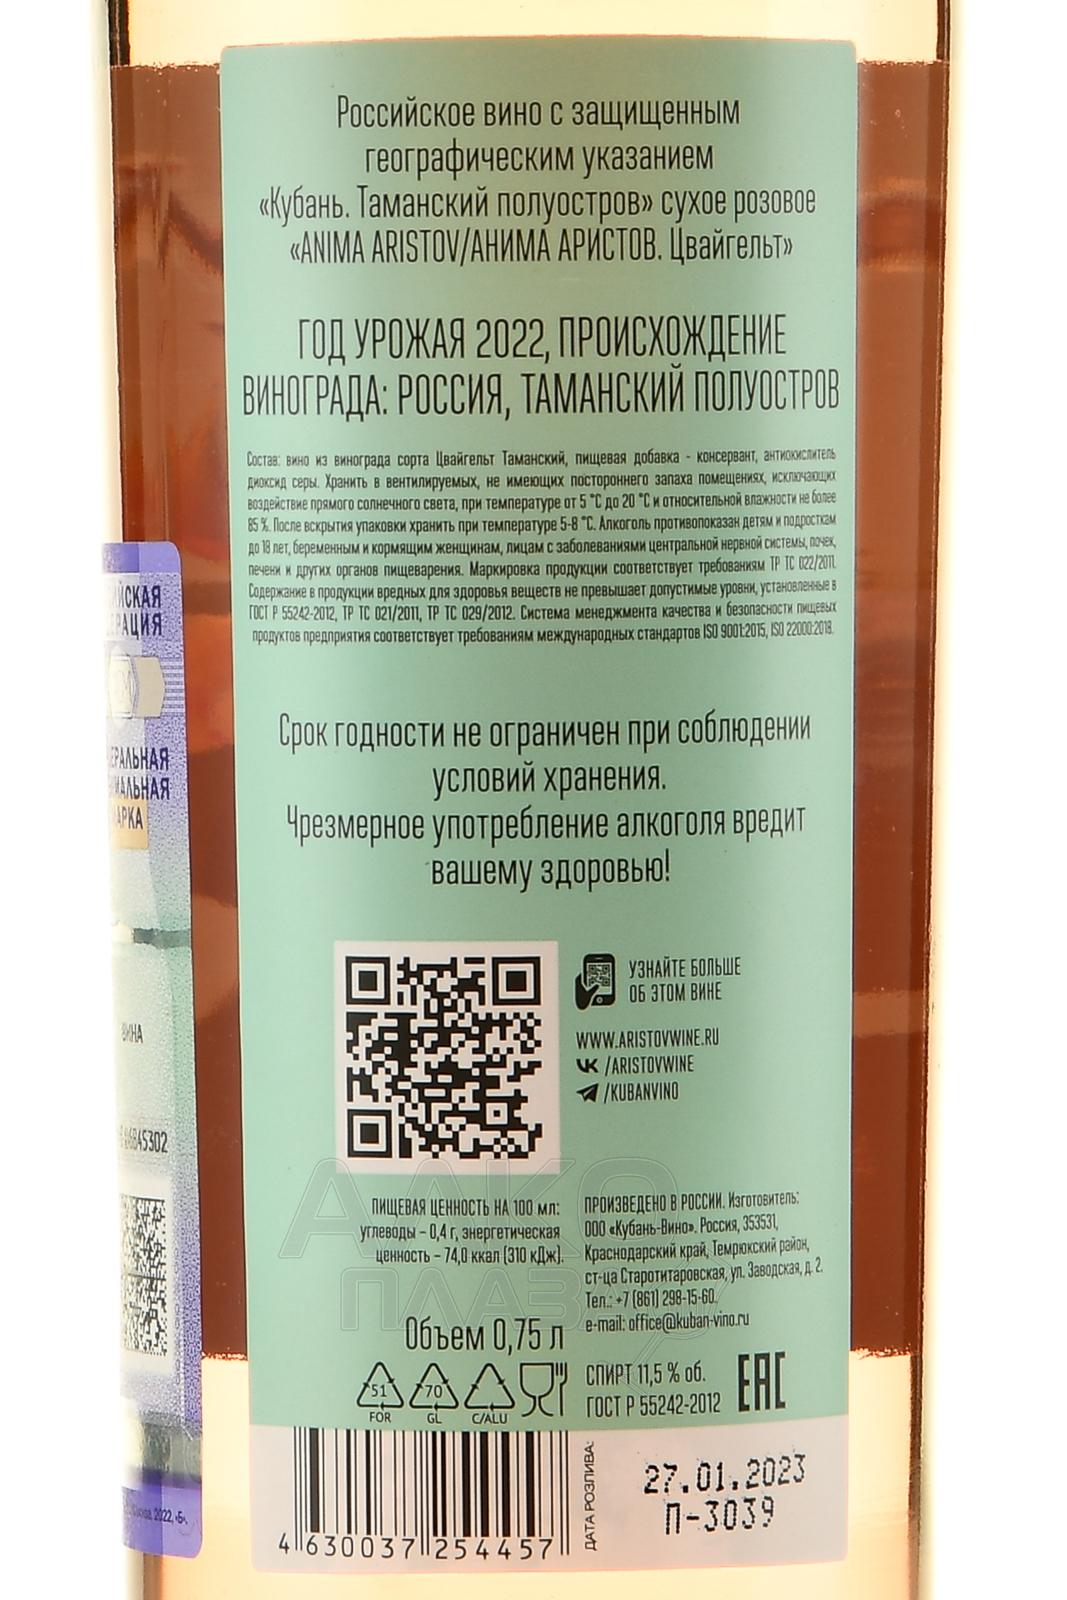 Российское вино с защищенным
географическим указанием
«Кубань. Таманский полуостров» сухое розовое
«ANIMA ARISTOV/АНИМА АРИСТОВ. Цвайгельт»
ГОД УРОЖАЯ 2022, ПРОИСХОЖДЕНИЕ
ВИНОГРАДА: РОССИЯ, ТАМАНСКИЙ ПОЛУОСТРОВ
Состав: вино из винограда сорта Цвайгельт Таманский, пищевая добавка - консервант, антиокислитель
диоксид серы. Хранить в вентилируемых, не имеющих постороннего запаха помещениях, исключающих
воздействие прямого солнечного света, при температуре от 5 °C до 20 °C и относительной влажности не более
85 %. После вскрытия упаковки хранить при температуре 5-8 °C. Алкоголь противопоказан детям и подросткам
до 18 лет, беременным и кормящим женщинам, лицам с заболеваниями центральной нервной системы, почек,
печени и других органов пищеварения. Маркировка продукции соответствует требованиям ТР ТС 022/2011.
Содержание в продукции вредных для здоровья веществ не превышает допустимые уровни, установленные в
ГОСТ Р 55242-2012, ТР ТС 021/2011, ТР ТС 029/2012. Система менеджмента качества и безопасности пищевых
продуктов предприятия соответствует требованиям международных стандартов ISO 9001:2015, ISO 22000:2018.
Срок годности не ограничен при соблюдении
условий хранения.
Чрезмерное употребление алкоголя вредит
вашему здоровью!
УЗНАЙТЕ БОЛЬШЕ
ОБ ЭТОМ ВИНЕ
WWW.ARISTOVWINE.RU
/ARISTOVWINE
/KUBANVINO
ПИЩЕВАЯ ЦЕННОСТЬ НА 100 мл:
углеводы – 0,4 г, энергетическая
ценность – 74,0 ккал (310 кДж).
Объем 0,75 л
51 70
FOR GL C/ALU
ПРОИЗВЕДЕНО В РОССИИ. Изготовитель:
ООО «Кубань-Вино». Россия, 353531,
Краснодарский край, Темрюкский район,
ст-ца Старотитаровская, ул. Заводская, д. 2.
Тел.: +7 (861) 298-15-60.
e-mail: office@kuban-vino.ru
СПИРТ 11,5 % об.
ГОСТ Р 55242-2012
EAC
4 630037 254457
ДАТА РОЗЛИВА:
27.01.2023
П-3039
АЛКО
ПЛАЗА
ВИНА